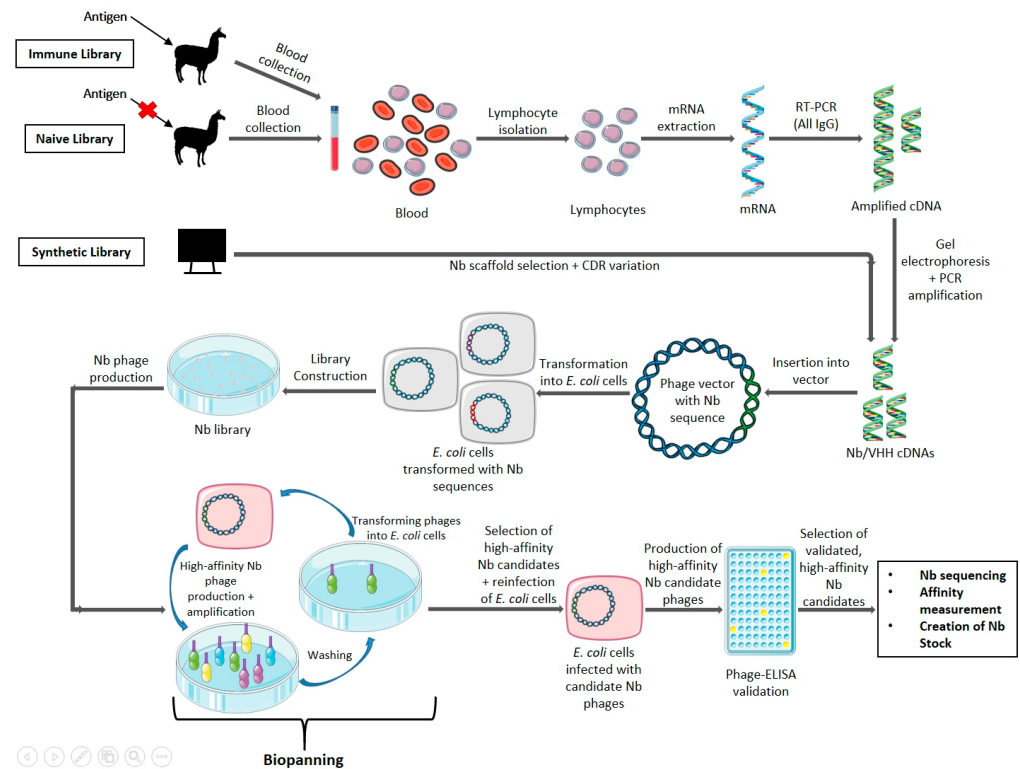 Antigen
Immune Library
Blood
collection
Antigen
Naive Library
Blood
collection
Blood
Lymphocyte
isolation
Lymphocytes
mRNA
extraction
mRNA
RT-PCR
(All IgG)
Amplified cDNA
Synthetic Library
Nb scaffold selection + CDR variation
Gel
electrophoresis
+ PCR
amplification
Nb/VHH cDNAs
Insertion into
vector
Phage vector
with Nb
sequence
Transformation
into E. coli cells
E. coli cells
transformed with Nb
sequences
Library
Construction
Nb library
Nb phage
production
Transforming phages
into E. coli cells
High-affinity Nb
phage
production +
amplification
Washing
Biopanning
Selection of
high-affinity
Nb candidates
+ reinfection
of E. coli cells
E. coli cells
infected with
candidate Nb
phages
Production of
high-affinity
Nb candidate
phages
Phage-ELISA
validation
Selection of
validated,
high-affinity
Nb
candidates
• Nb sequencing
• Affinity
measurement
• Creation of Nb
Stock